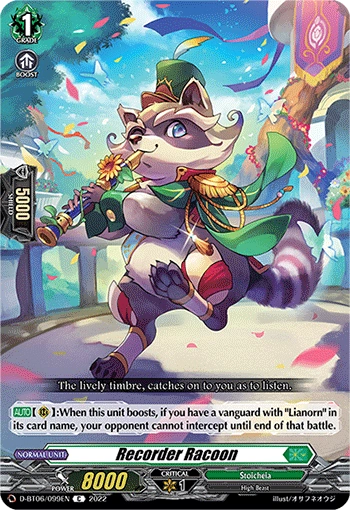 1
GRADE
BOOST
5000
SHIELD
The lively timbre, catches on to you as to listen.
AUTO【R】:When this unit boosts, if you have a vanguard with "Lianorn" in
its card name, your opponent cannot intercept until end of that battle.
NORMAL UNIT
Recorder Racoon
POWER 8000
CRITICAL
1
Stoicheia
High Beast
D-BT06/099EN C 2022
illust/オサフネオウジ